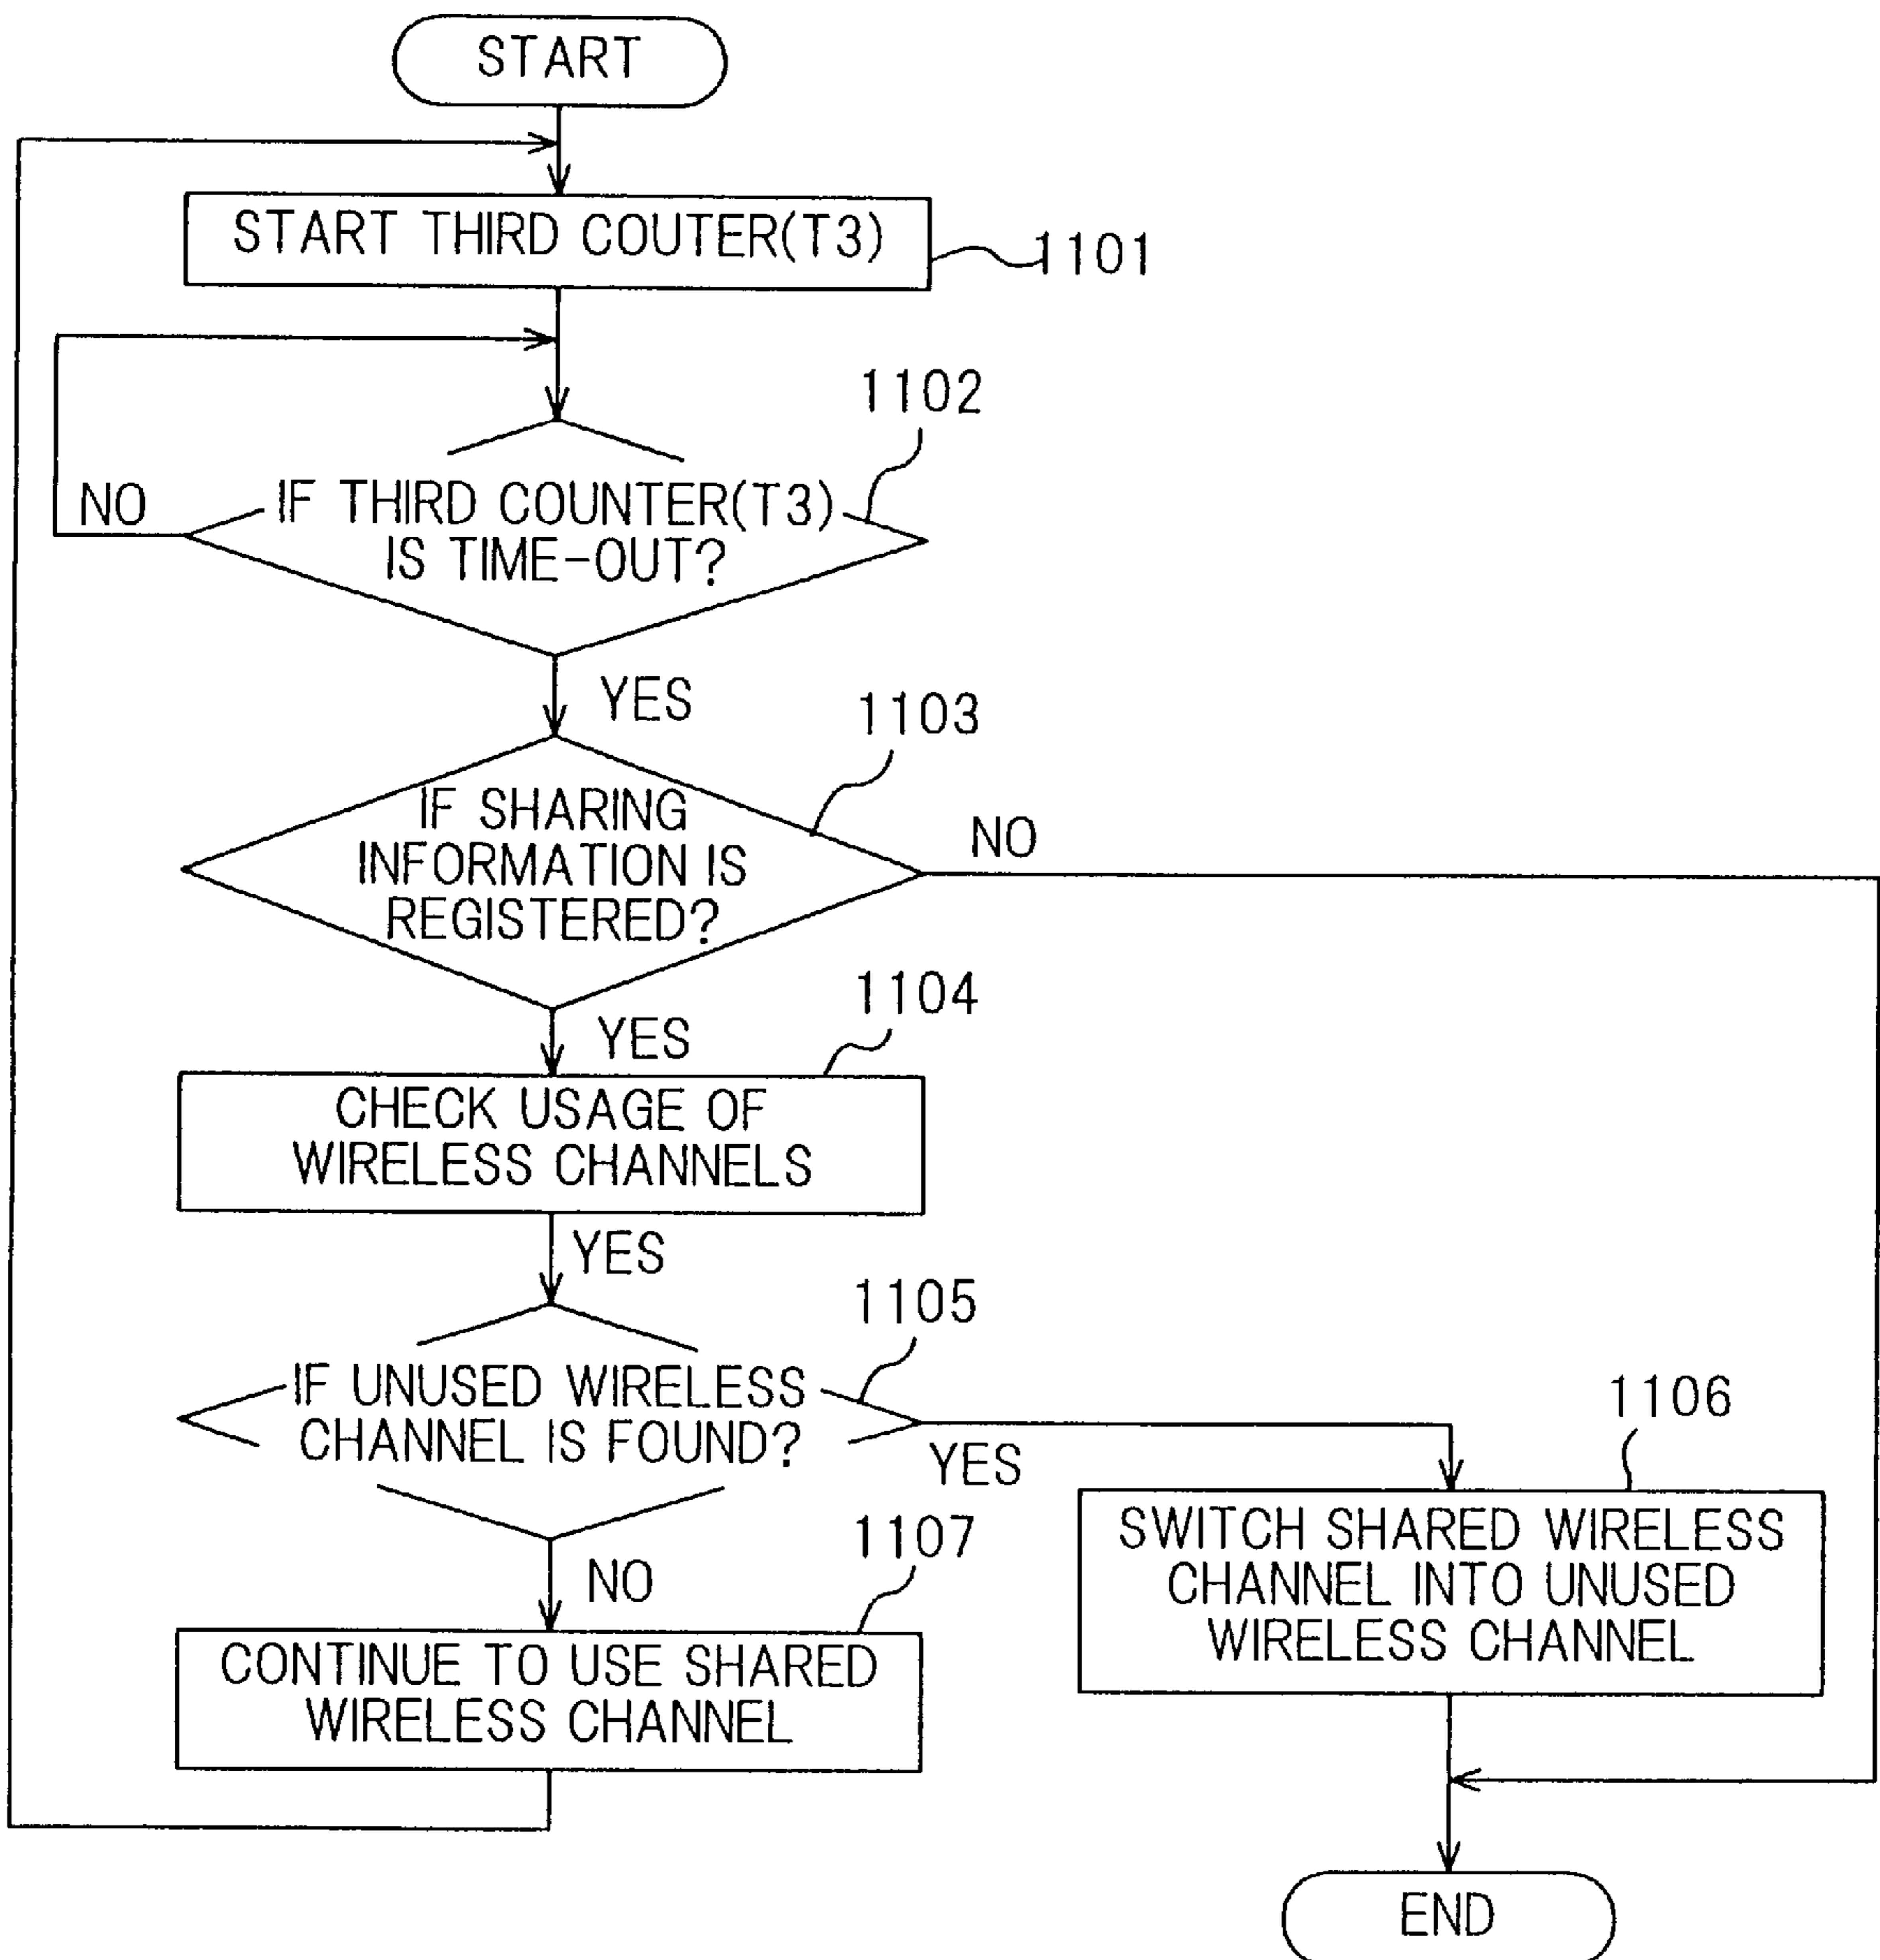 START
START THIRD COUTER(T3)
1101
1102
NO
IF THIRD COUNTER(T3)
IS TIME-OUT?
YES
1103
IF SHARING
INFORMATION IS
REGISTERED?
NO
1104
YES
CHECK USAGE OF
WIRELESS CHANNELS
YES
1105
IF UNUSED WIRELESS
CHANNEL IS FOUND?
YES
1106
SWITCH SHARED WIRELESS
CHANNEL INTO UNUSED
WIRELESS CHANNEL
1107
NO
CONTINUE TO USE SHARED
WIRELESS CHANNEL
END